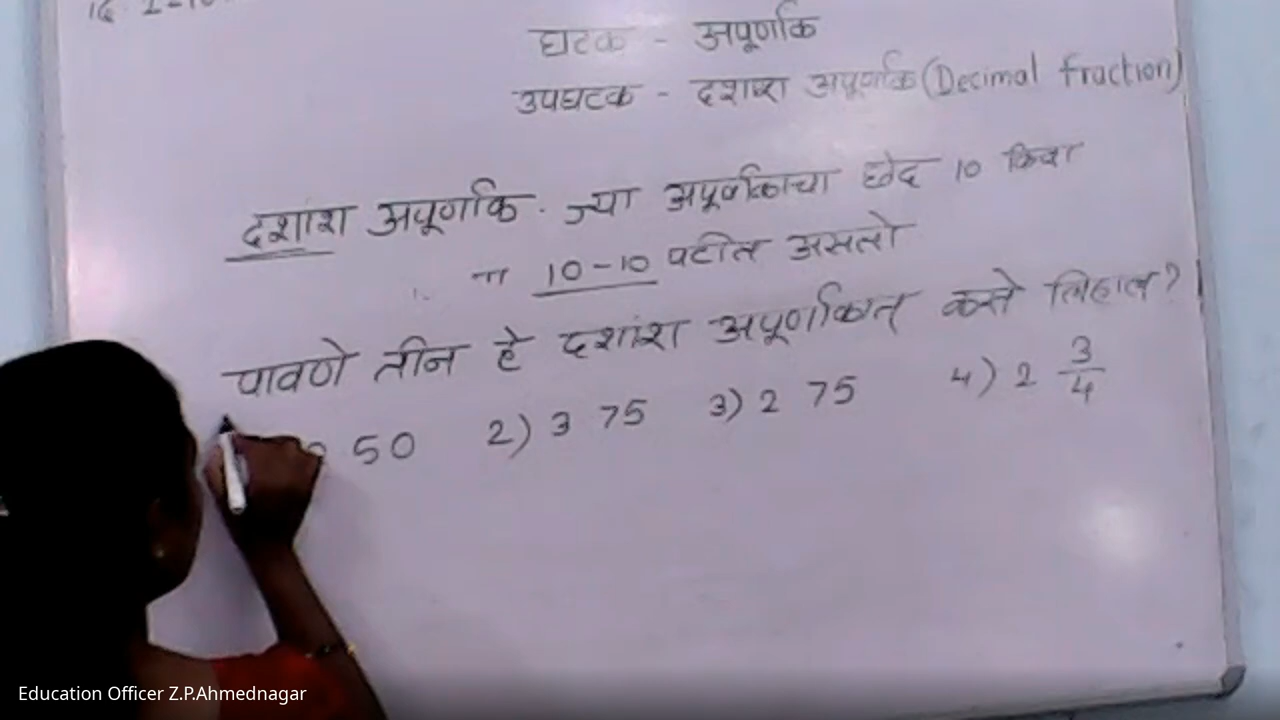 घटक - अपूर्णांक
उपघटक - दशांश अपूर्णांक (Decimal fraction)
दशांश अपूर्णांक - ज्या अपूर्णांकाचा छेद 10 किंवा
10-10 पटीत असतो
पावणे तीन हे दशांश अपूर्णांकात कसे लिहाल?
50 2) 3 75 3) 2 75 4) 2 3/4
Education Officer Z.P.Ahmednagar